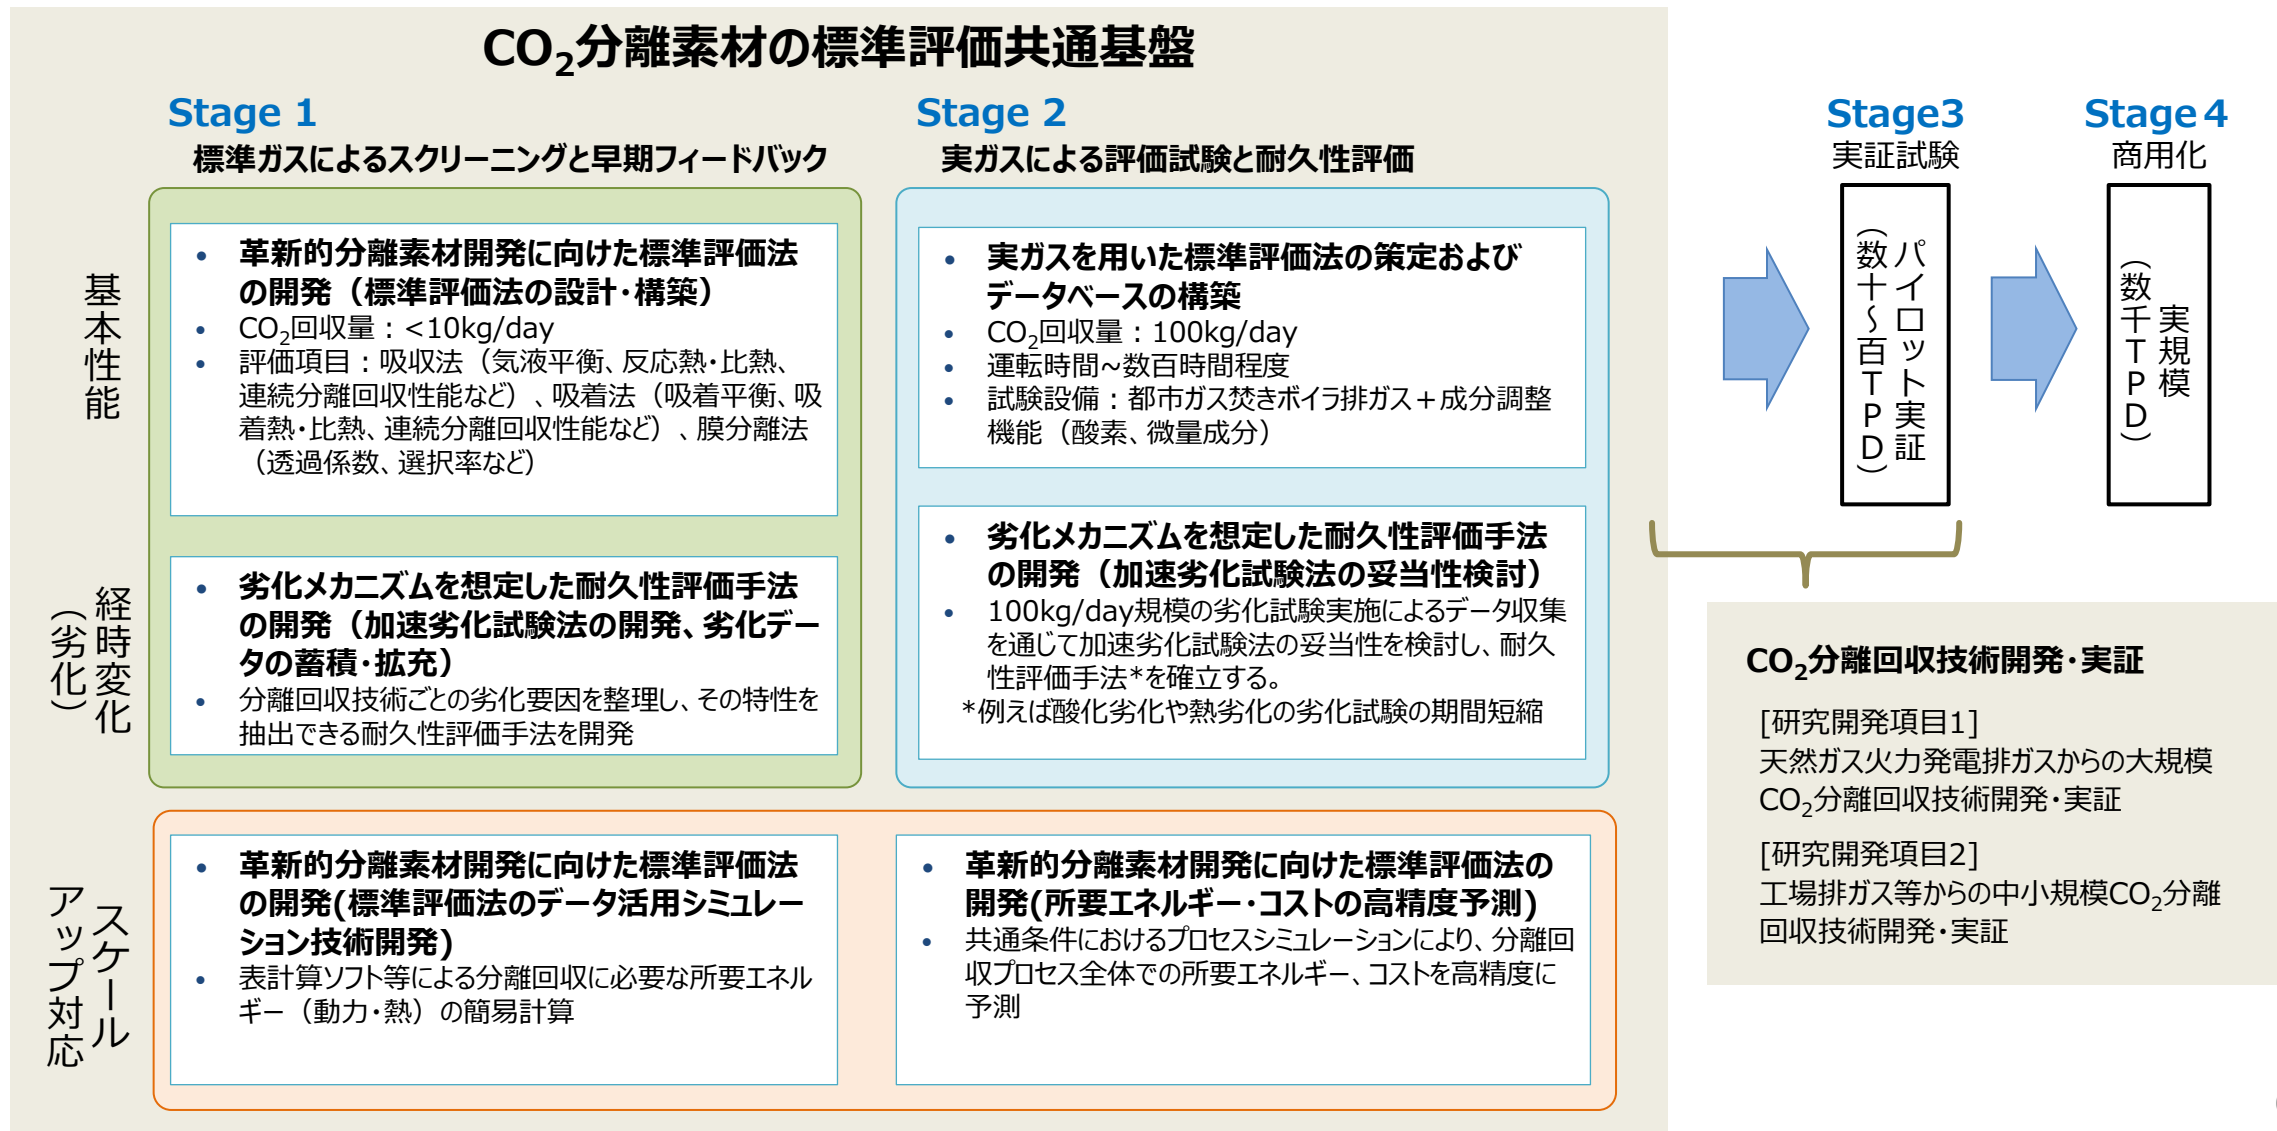 CO₂分離素材の標準評価共通基盤
Stage 1
標準ガスによるスクリーニングと早期フィードバック
Stage 2
実ガスによる評価試験と耐久性評価
Stage3
実証試験
Stage 4
商用化
基本性能
• 革新的分離素材開発に向けた標準評価法
の開発（標準評価法の設計・構築）
• CO₂回収量：<10kg/day
• 評価項目：吸収法（気液平衡、反応熱・比熱、
連続分離回収性能など）、吸着法（吸着平衡、吸
着熱・比熱、連続分離回収性能など）、膜分離法
（透過係数、選択率など）
• 実ガスを用いた標準評価法の策定および
データベースの構築
• CO₂回収量：100kg/day
• 運転時間~数百時間程度
• 試験設備：都市ガス焚きボイラ排ガス＋成分調整
機能（酸素、微量成分）
パイロット実証
（数十～百TPD）
実規模
（数千TPD）
経時変化
（劣化）
• 劣化メカニズムを想定した耐久性評価手法
の開発（加速劣化試験法の開発、劣化デー
タの蓄積・拡充）
• 分離回収技術ごとの劣化要因を整理し、その特性を
抽出できる耐久性評価手法を開発
• 劣化メカニズムを想定した耐久性評価手法
の開発（加速劣化試験法の妥当性検討）
• 100kg/day規模の劣化試験実施によるデータ収集
を通じて加速劣化試験法の妥当性を検討し、耐久
性評価手法*を確立する。
*例えば酸化劣化や熱劣化の劣化試験の期間短縮
スケール
アップ対応
• 革新的分離素材開発に向けた標準評価法
の開発(標準評価法のデータ活用シミュレー
ション技術開発)
• 表計算ソフト等による分離回収に必要な所要エネル
ギー（動力・熱）の簡易計算
• 革新的分離素材開発に向けた標準評価法の
開発(所要エネルギー・コストの高精度予測)
• 共通条件におけるプロセスシミュレーションにより、分離回
収プロセス全体での所要エネルギー、コストを高精度に
予測
CO₂分離回収技術開発・実証
[研究開発項目1]
天然ガス火力発電排ガスからの大規模
CO₂分離回収技術開発・実証
[研究開発項目2]
工場排ガス等からの中小規模CO₂分離
回収技術開発・実証